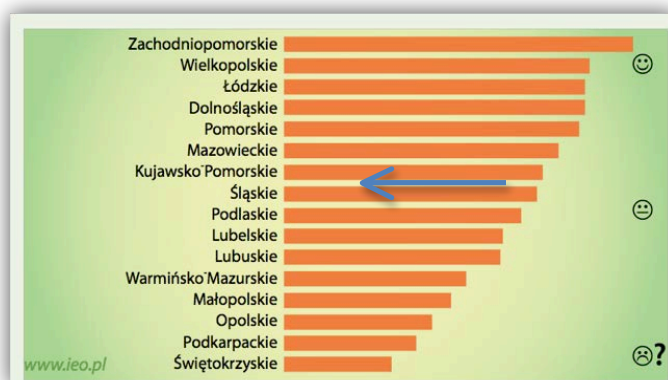 Zachodniopomorskie
Wielkopolskie
Łódzkie
Dolnośląskie
Pomorskie
Mazowieckie
Kujawsko-Pomorskie
Śląskie
Podlaskie
Lubelskie
Lubuskie
Warmińsko-Mazurskie
Małopolskie
Opolskie
Podkarpackie
Świętokrzyskie
?
www.ieo.pl